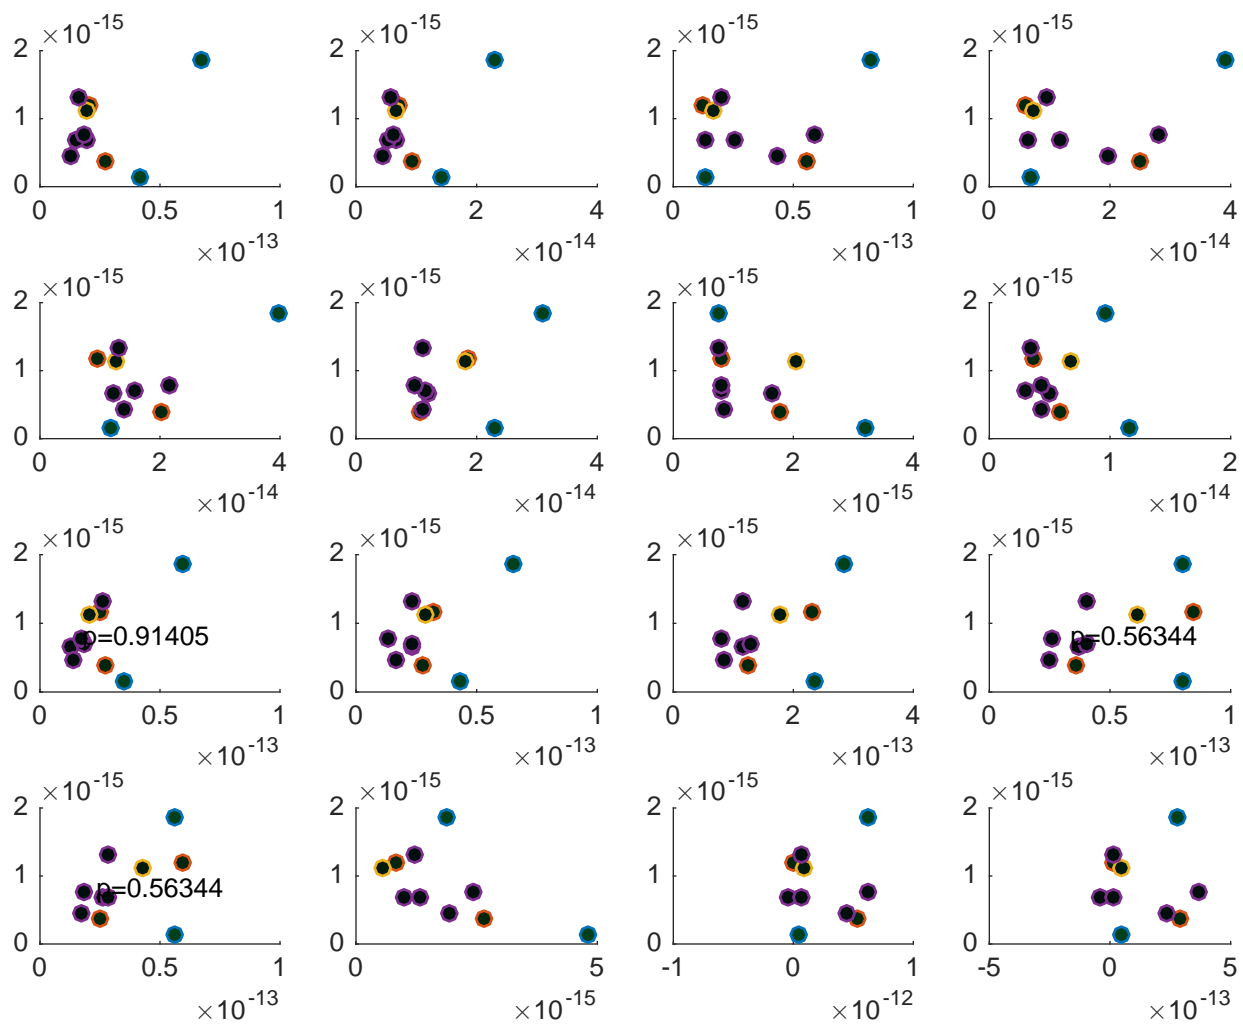 ×10-15 ×10-15 ×10-15 ×10-15
2 2 2 2
1 1 1 1
0 0 0 0
0 0.5 1 0 2 4 0 0.5 1 0 2 4
×10-13 ×10-14 ×10-13 ×10-14
×10-15 ×10-15 ×10-15 ×10-15
2 2 2 2
1 1 1 1
0 0 0 0
0 2 4 0 2 4 0 2 4 0 1 2
×10-14 ×10-14 ×10-15 ×10-14
×10-15 ×10-15 ×10-15 ×10-15
2 2 2 2
1 p=0.91405 1 1 1 p=0.56344
0 0 0 0
0 0.5 1 0 0.5 1 0 2 4 0 0.5 1
×10-13 ×10-13 ×10-13 ×10-13
×10-15 ×10-15 ×10-15 ×10-15
2 2 2 2
1 p=0.56344 1 1 1
0 0 0 0
0 0.5 1 0 5 -1 0 1 -5 0 5
×10-13 ×10-15 ×10-12 ×10-13